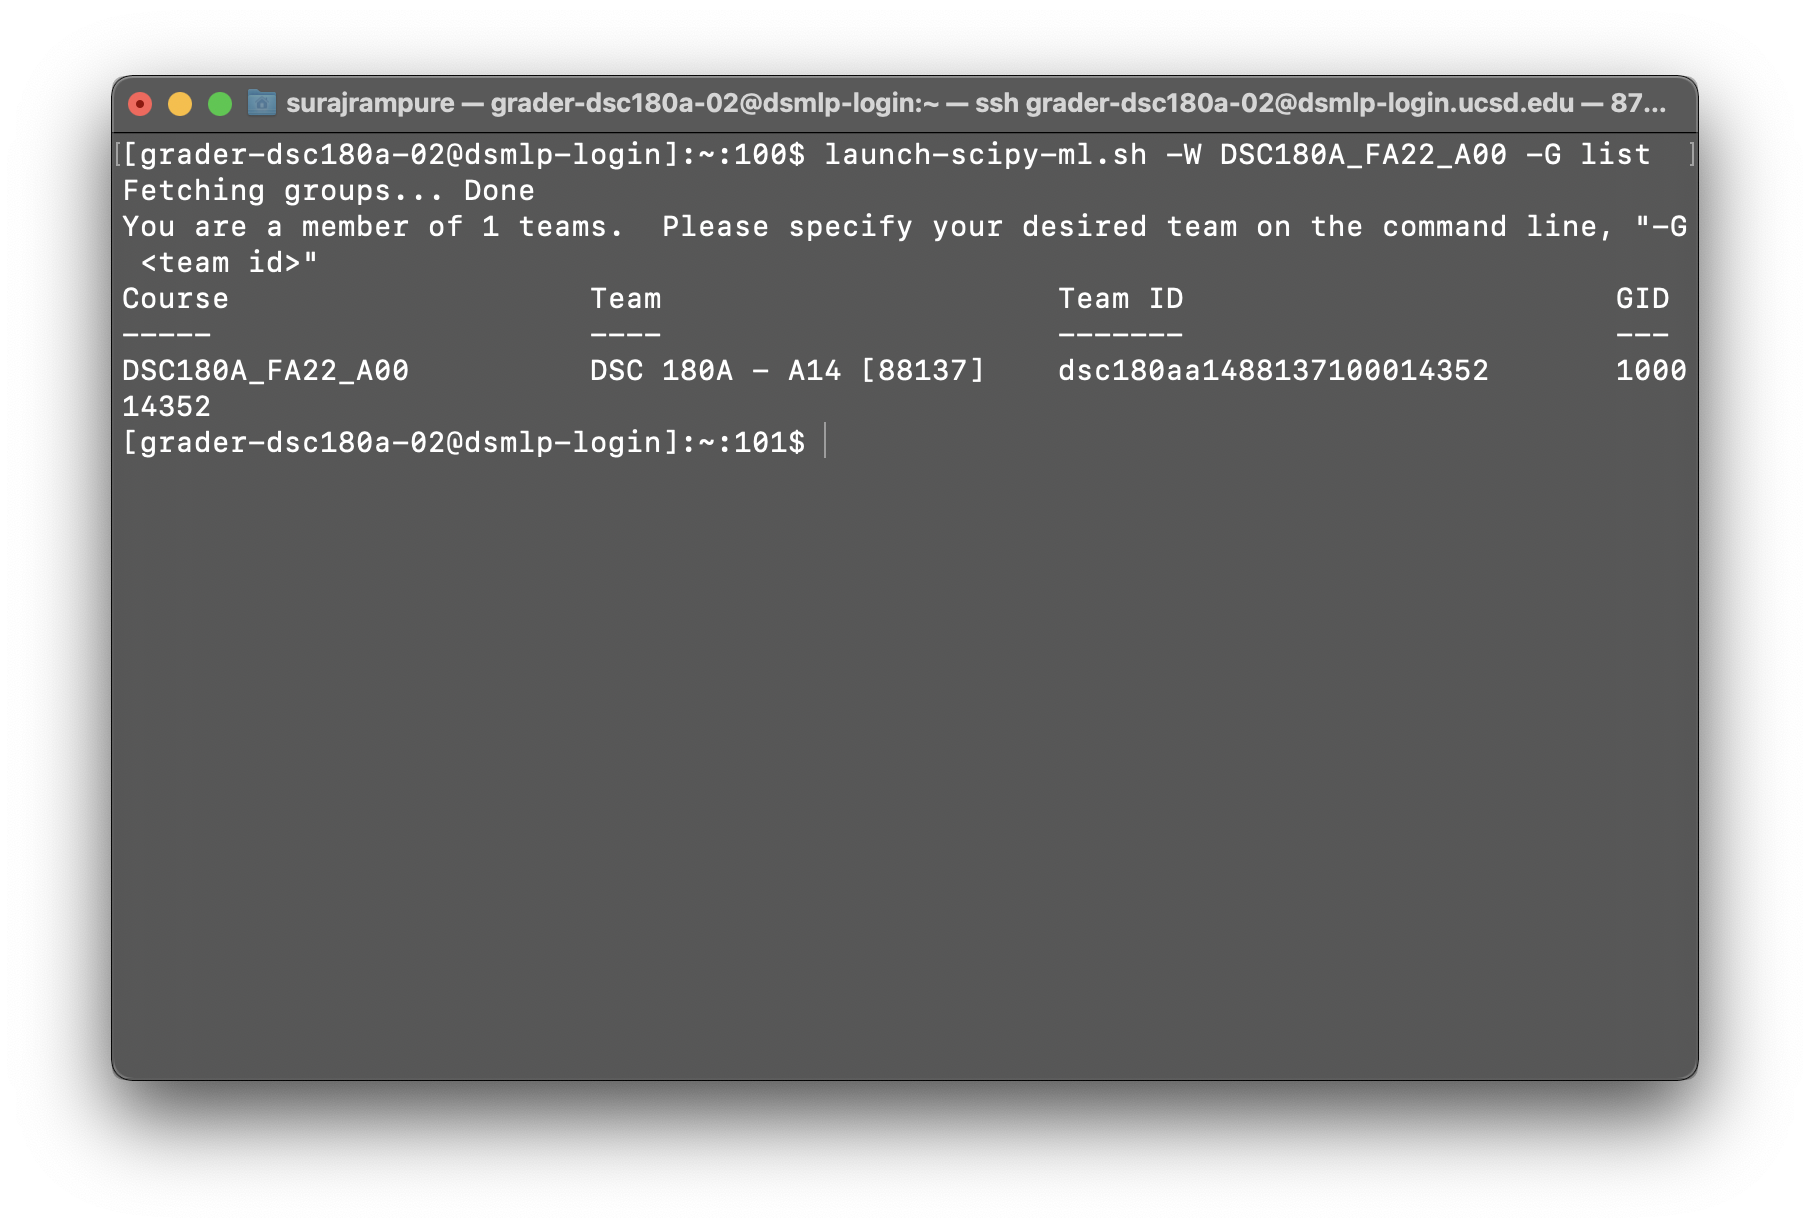 surajrampure — grader-dsc180a-02@dsmlp-login:~ — ssh grader-dsc180a-02@dsmlp-login.ucsd.edu — 87...
[[grader-dsc180a-02@dsmlp-login]:~:100$ launch-scipy-ml.sh -W DSC180A_FA22_A00 -G list ]
Fetching groups... Done
You are a member of 1 teams.  Please specify your desired team on the command line, "-G
 <team id>"
Course                    Team                      Team ID                        GID
-----                     ----                      -------                        ---
DSC180A_FA22_A00          DSC 180A - A14 [88137]    dsc180aa1488137100014352       1000
14352
[grader-dsc180a-02@dsmlp-login]:~:101$